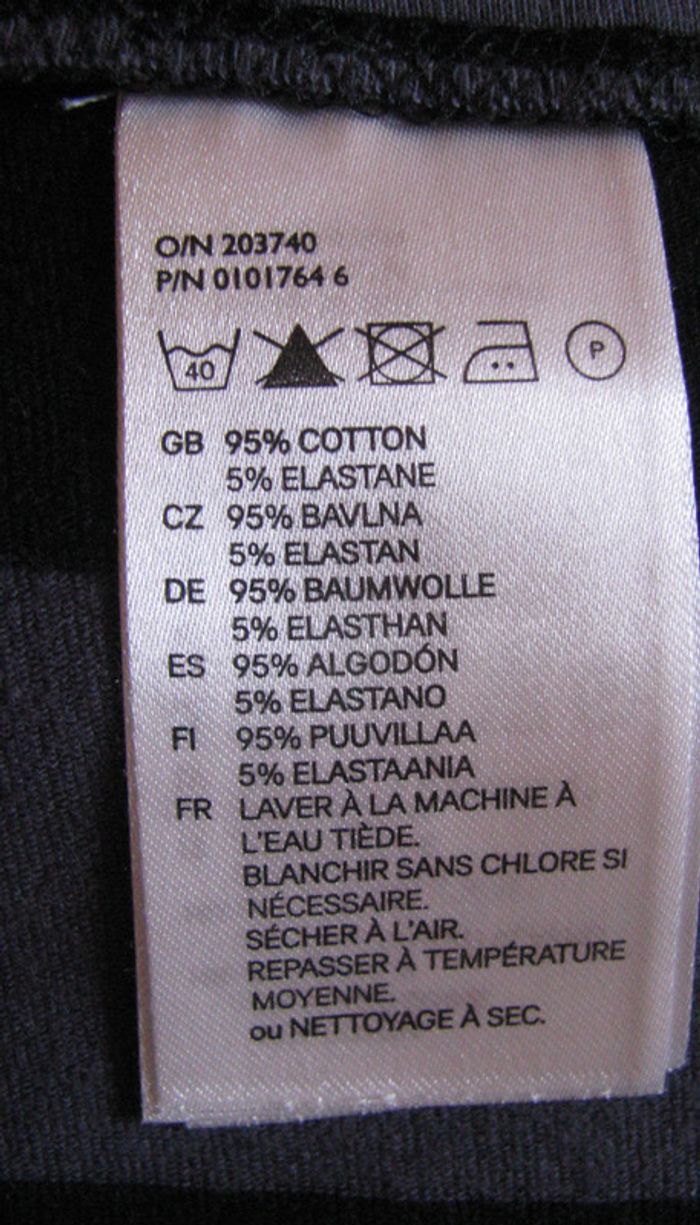 O/N 203740
P/N 0101764 6
40 P
GB 95% COTTON
5% ELASTANE
CZ 95% BAVLNA
5% ELASTAN
DE 95% BAUMWOLLE
5% ELASTHAN
ES 95% ALGODÓN
5% ELASTANO
FI 95% PUUVILLAA
5% ELASTAANIA
FR LAVER À LA MACHINE À
L'EAU TIÈDE.
BLANCHIR SANS CHLORE SI
NÉCESSAIRE.
SÉCHER À L'AIR.
REPASSER À TEMPÉRATURE
MOYENNE.
ou NETTOYAGE À SEC.